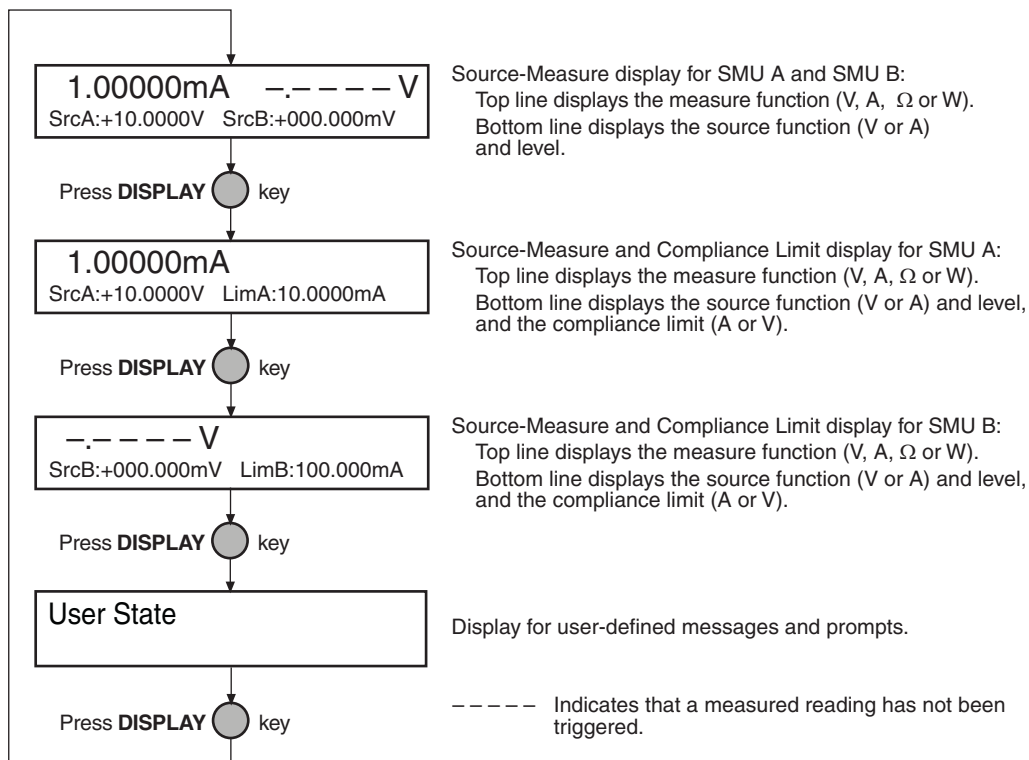 1.00000mA –.– – – – V
SrcA:+10.0000V SrcB:+000.000mV
Source-Measure display for SMU A and SMU B:
Top line displays the measure function (V, A, Ω or W).
Bottom line displays the source function (V or A)
and level.
Press DISPLAY key
1.00000mA
SrcA:+10.0000V LimA:10.0000mA
Source-Measure and Compliance Limit display for SMU A:
Top line displays the measure function (V, A, Ω or W).
Bottom line displays the source function (V or A) and level,
and the compliance limit (A or V).
Press DISPLAY key
–.– – – – V
SrcB:+000.000mV LimB:100.000mA
Source-Measure and Compliance Limit display for SMU B:
Top line displays the measure function (V, A, Ω or W).
Bottom line displays the source function (V or A) and level,
and the compliance limit (A or V).
Press DISPLAY key
User State
Display for user-defined messages and prompts.
Press DISPLAY key
– – – – – Indicates that a measured reading has not been
triggered.